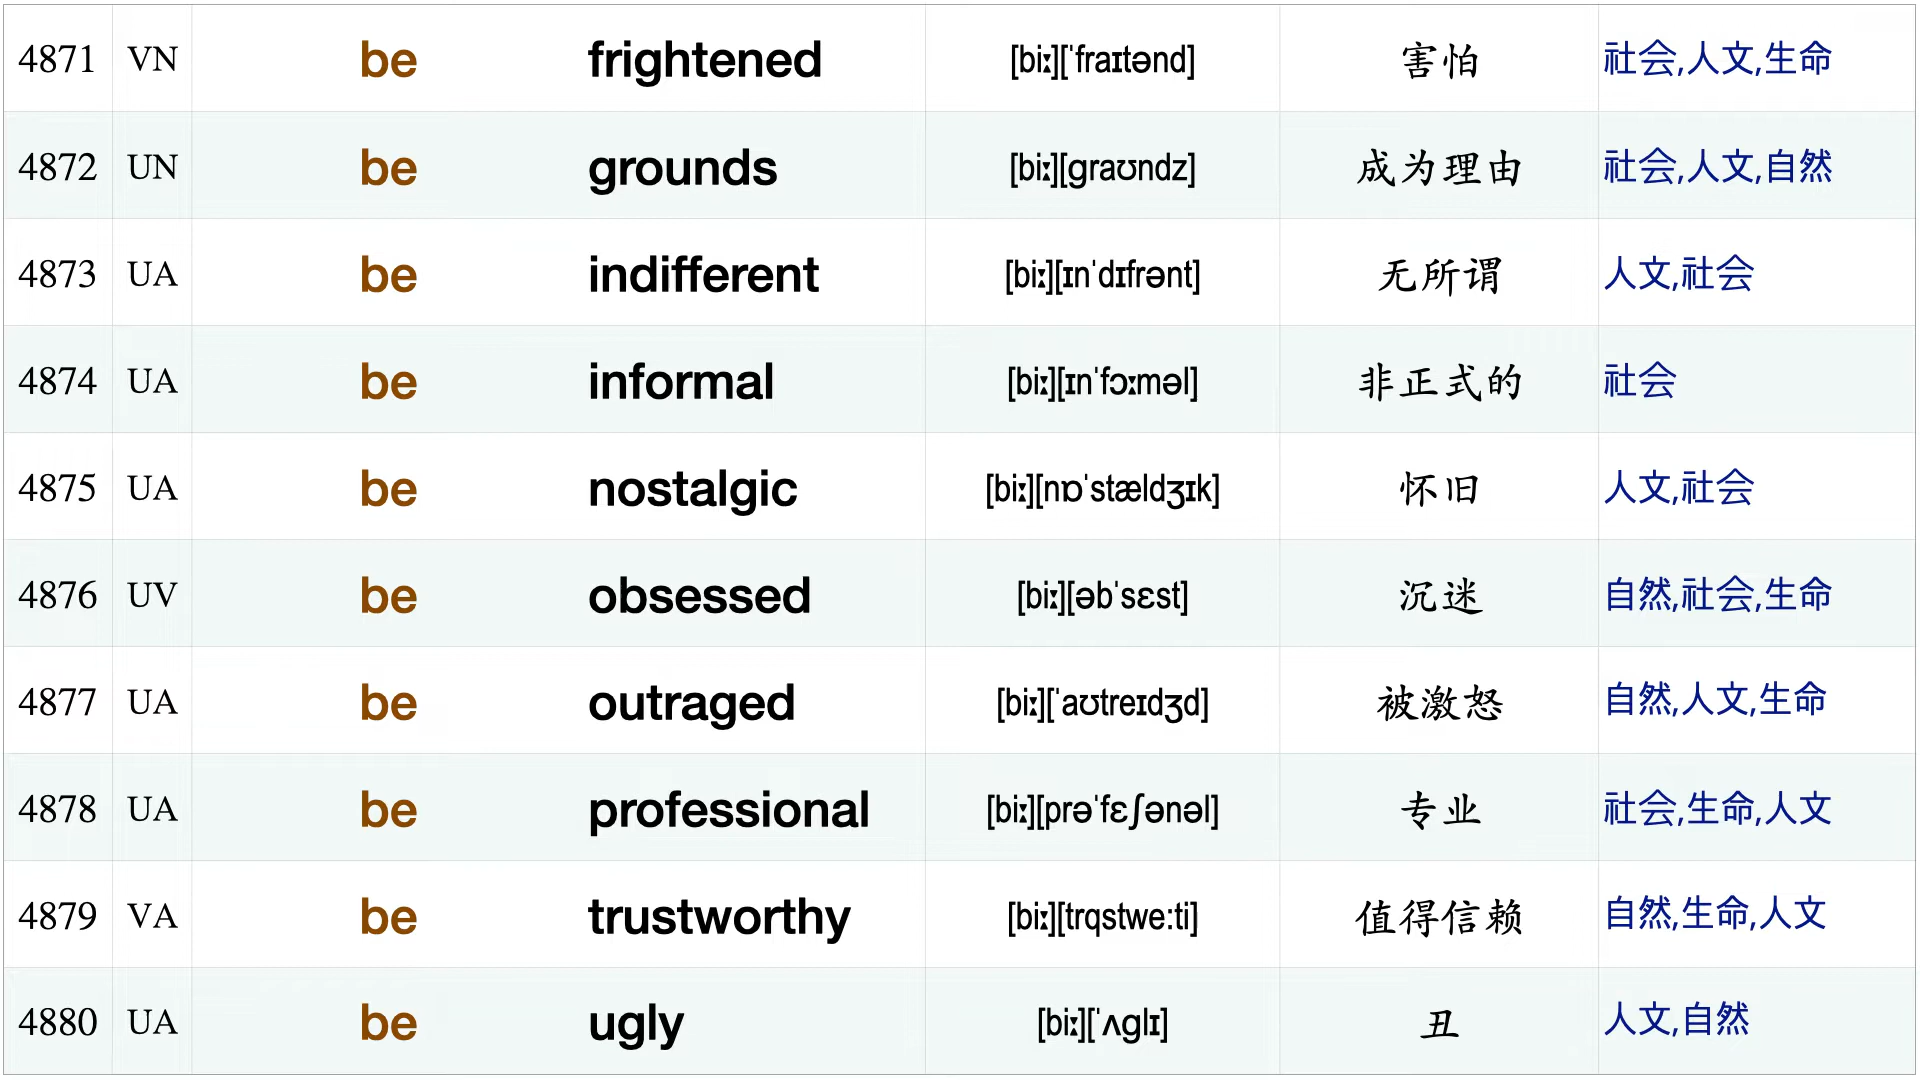 4871 VN be frightened [biː][ˈfraɪtənd] 害怕 社会,人文,生命
4872 UN be grounds [biː][ɡraʊndz] 成为理由 社会,人文,自然
4873 UA be indifferent [biː][ɪnˈdɪfrənt] 无所谓 人文,社会
4874 UA be informal [biː][ɪnˈfɔːməl] 非正式的 社会
4875 UA be nostalgic [biː][nɒˈstældʒɪk] 怀旧 人文,社会
4876 UV be obsessed [biː][əbˈsɛst] 沉迷 自然,社会,生命
4877 UA be outraged [biː][ˈaʊtreɪdʒd] 被激怒 自然,人文,生命
4878 UA be professional [biː][prəˈfɛʃənəl] 专业 社会,生命,人文
4879 VA be trustworthy [biː][trqstwe:ti] 值得信赖 自然,生命,人文
4880 UA be ugly [biː][ˈʌɡlɪ] 丑 人文,自然